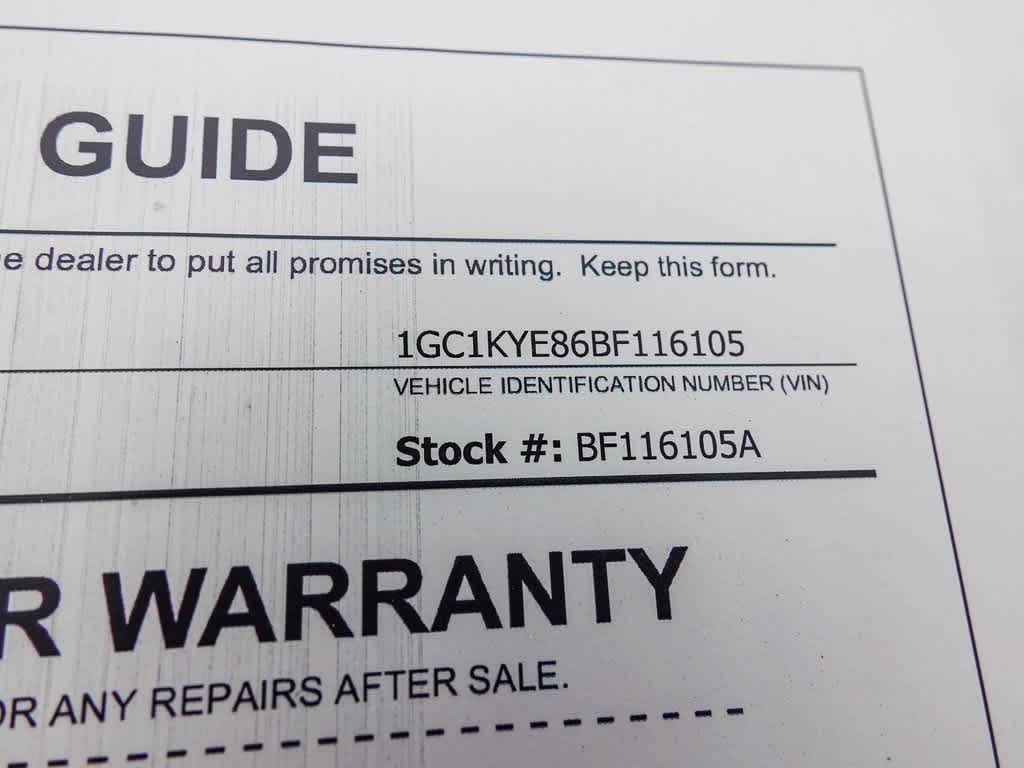 GUIDE
e dealer to put all promises in writing. Keep this form.
1GC1KYE86BF116105
VEHICLE IDENTIFICATION NUMBER (VIN)
Stock #: BF116105A
R WARRANTY
OR ANY REPAIRS AFTER SALE.